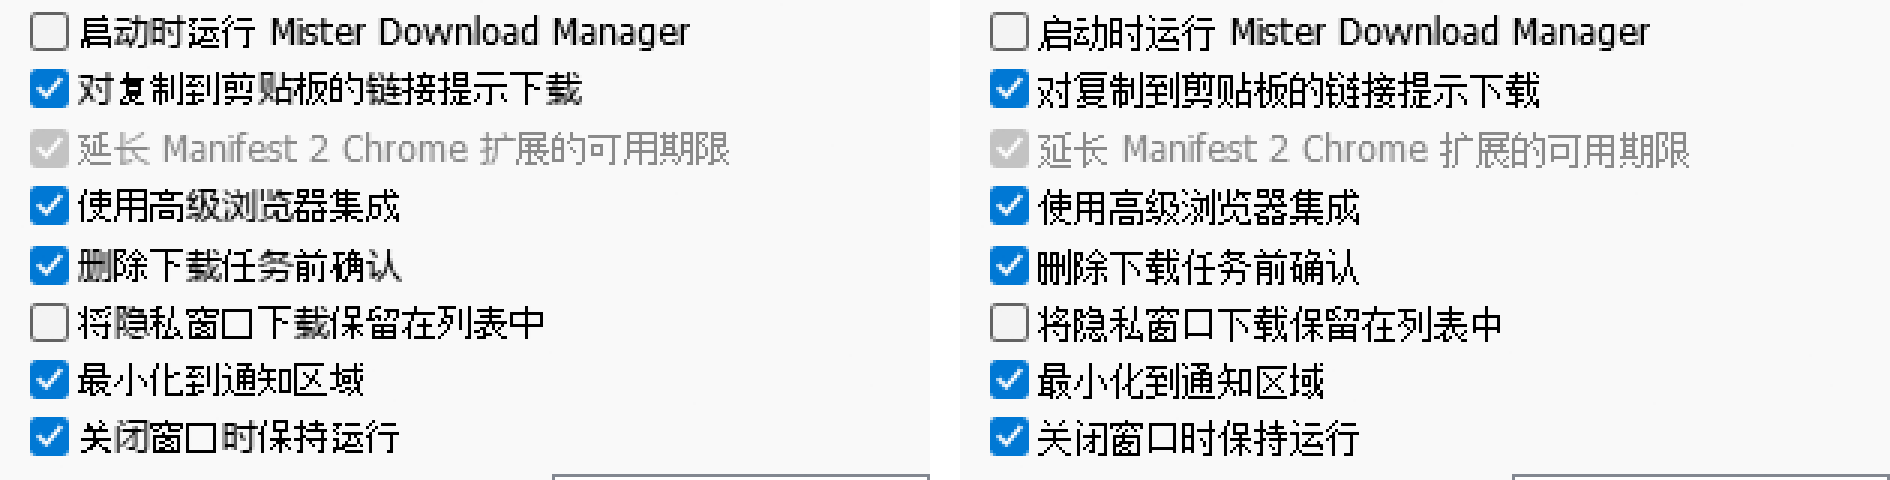 启动时运行 Mister Download Manager
对复制到剪贴板的链接提示下载
延长 Manifest 2 Chrome 扩展的可用期限
使用高级浏览器集成
删除下载任务前确认
将隐私窗口下载保留在列表中
最小化到通知区域
关闭窗口时保持运行
启动时运行 Mister Download Manager
对复制到剪贴板的链接提示下载
延长 Manifest 2 Chrome 扩展的可用期限
使用高级浏览器集成
删除下载任务前确认
将隐私窗口下载保留在列表中
最小化到通知区域
关闭窗口时保持运行